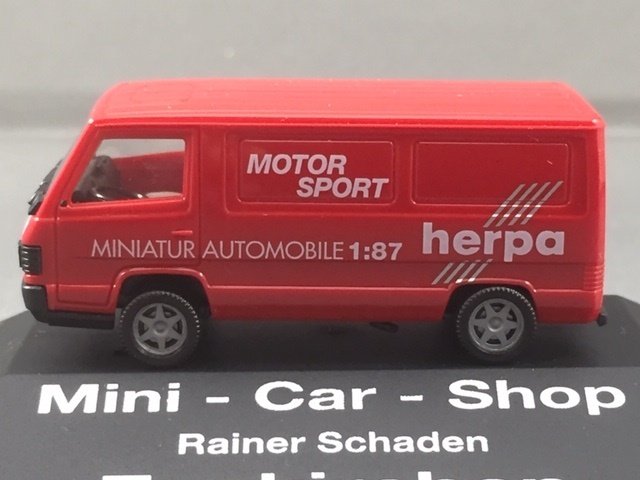 MOTOR
SPORT
herpa
MINIATUR AUTOMOBILE 1:87
Mini - Car - Shop
Rainer Schaden